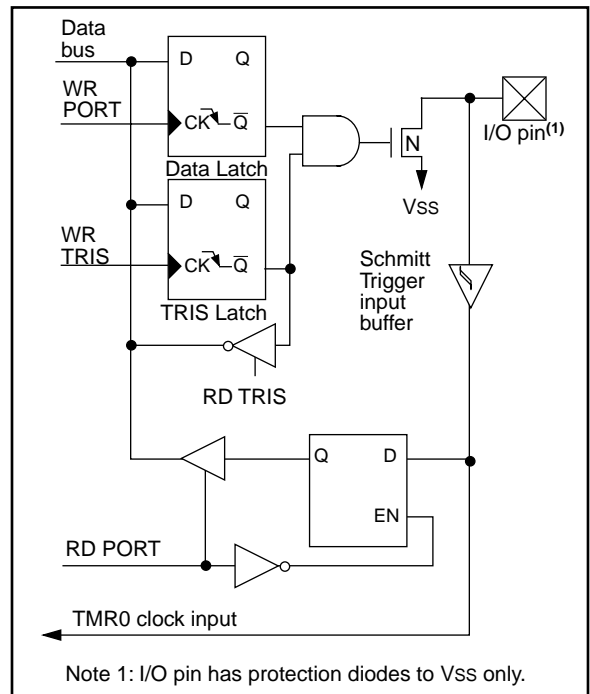 Data
bus
D Q
WR
PORT
CK Q̅
N
I/O pin(1)
Data Latch
VSS
D Q
WR
TRIS
CK Q̅
Schmitt
Trigger
input
buffer
TRIS Latch
RD TRIS
Q D
EN
RD PORT
TMR0 clock input
Note 1: I/O pin has protection diodes to VSS only.